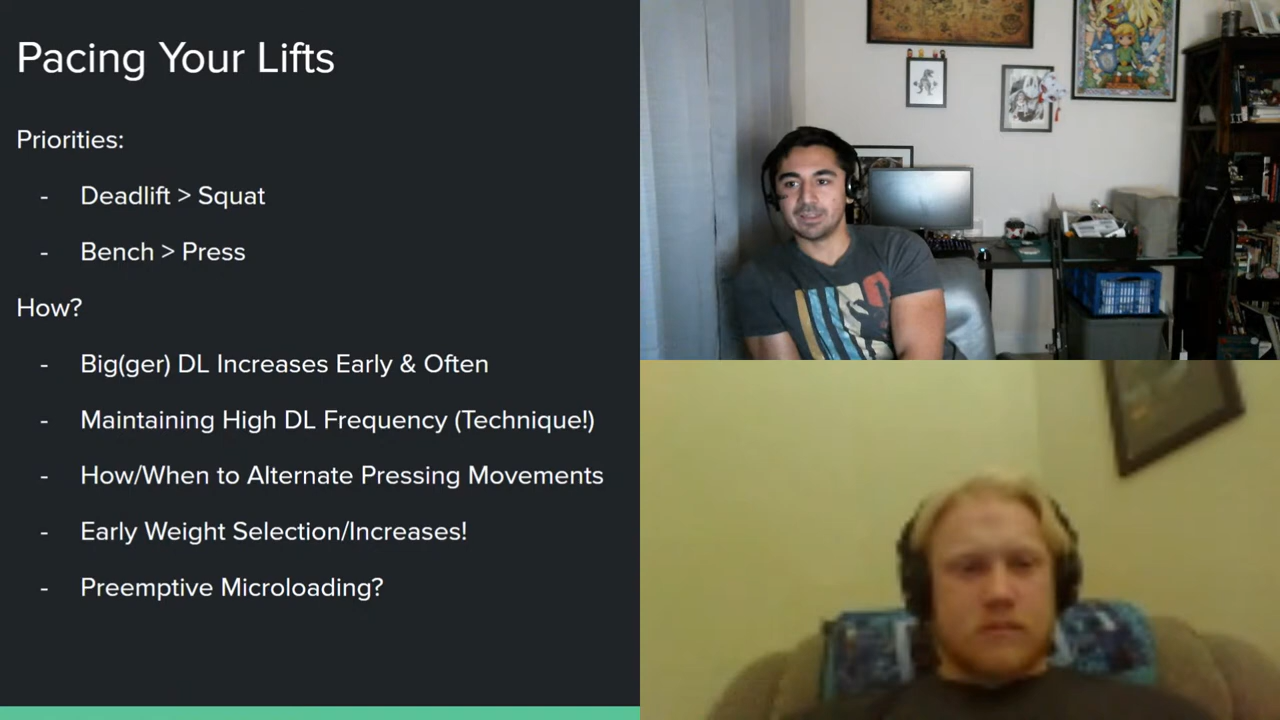 Pacing Your Lifts
Priorities:
- Deadlift > Squat
- Bench > Press
How?
- Big(ger) DL Increases Early & Often
- Maintaining High DL Frequency (Technique!)
- How/When to Alternate Pressing Movements
- Early Weight Selection/Increases!
- Preemptive Microloading?